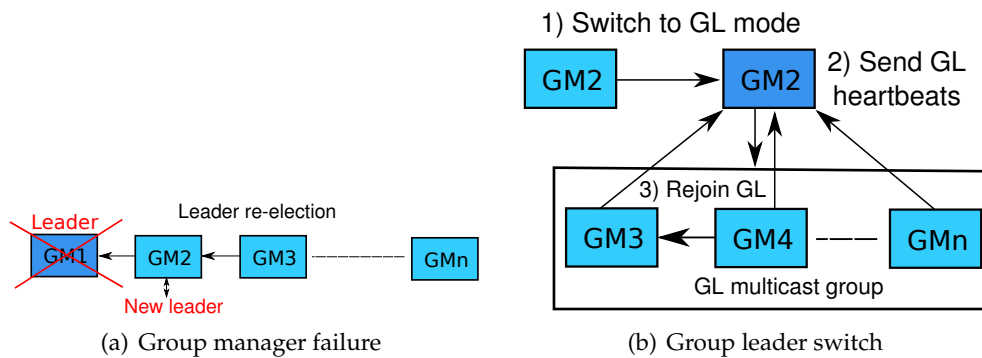 Leader
Leader re-election
GM1
GM2
GM3
GMn
New leader
(a) Group manager failure
1) Switch to GL mode
GM2
GM2
2) Send GL
heartbeats
3) Rejoin GL
GM3
GM4
GMn
GL multicast group
(b) Group leader switch